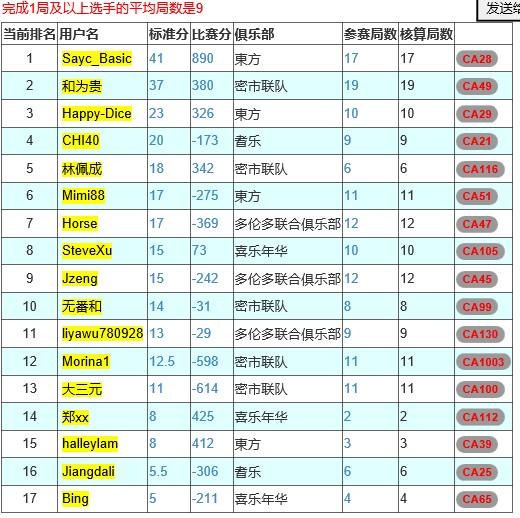 完成1局及以上选手的平均局数是9
发送给
当前排名 用户名 标准分 比赛分 俱乐部 参赛局数 核算局数
1 Sayc_Basic 41 890 東方 17 17 CA28
2 和为贵 37 380 密市联队 19 19 CA49
3 Happy-Dice 23 326 東方 10 10 CA29
4 CHI40 20 -173 耆乐 9 9 CA21
5 林佩成 18 342 密市联队 6 6 CA116
6 Mimi88 17 -275 東方 11 11 CA51
7 Horse 17 -369 多伦多联合俱乐部 12 12 CA47
8 SteveXu 15 73 喜乐年华 10 10 CA105
9 Jzeng 15 -242 多伦多联合俱乐部 12 12 CA45
10 无番和 14 -31 密市联队 8 8 CA99
11 liyawu780928 13 -29 多伦多联合俱乐部 9 9 CA130
12 Morina1 12.5 -598 密市联队 11 11 CA1003
13 大三元 11 -614 密市联队 11 11 CA100
14 郑xx 8 425 喜乐年华 2 2 CA112
15 halleylam 8 412 東方 3 3 CA39
16 Jiangdali 5.5 -306 耆乐 6 6 CA25
17 Bing 5 -211 喜乐年华 4 4 CA65